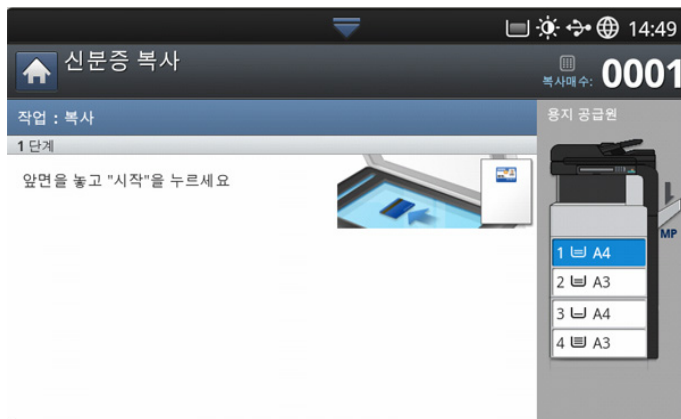 14:49
신분증 복사
복사매수: 0001
작업 : 복사
용지 공급원
1 단계
앞면을 놓고 "시작"을 누르세요
MP
1 A4
2 A3
3 A4
4 A3